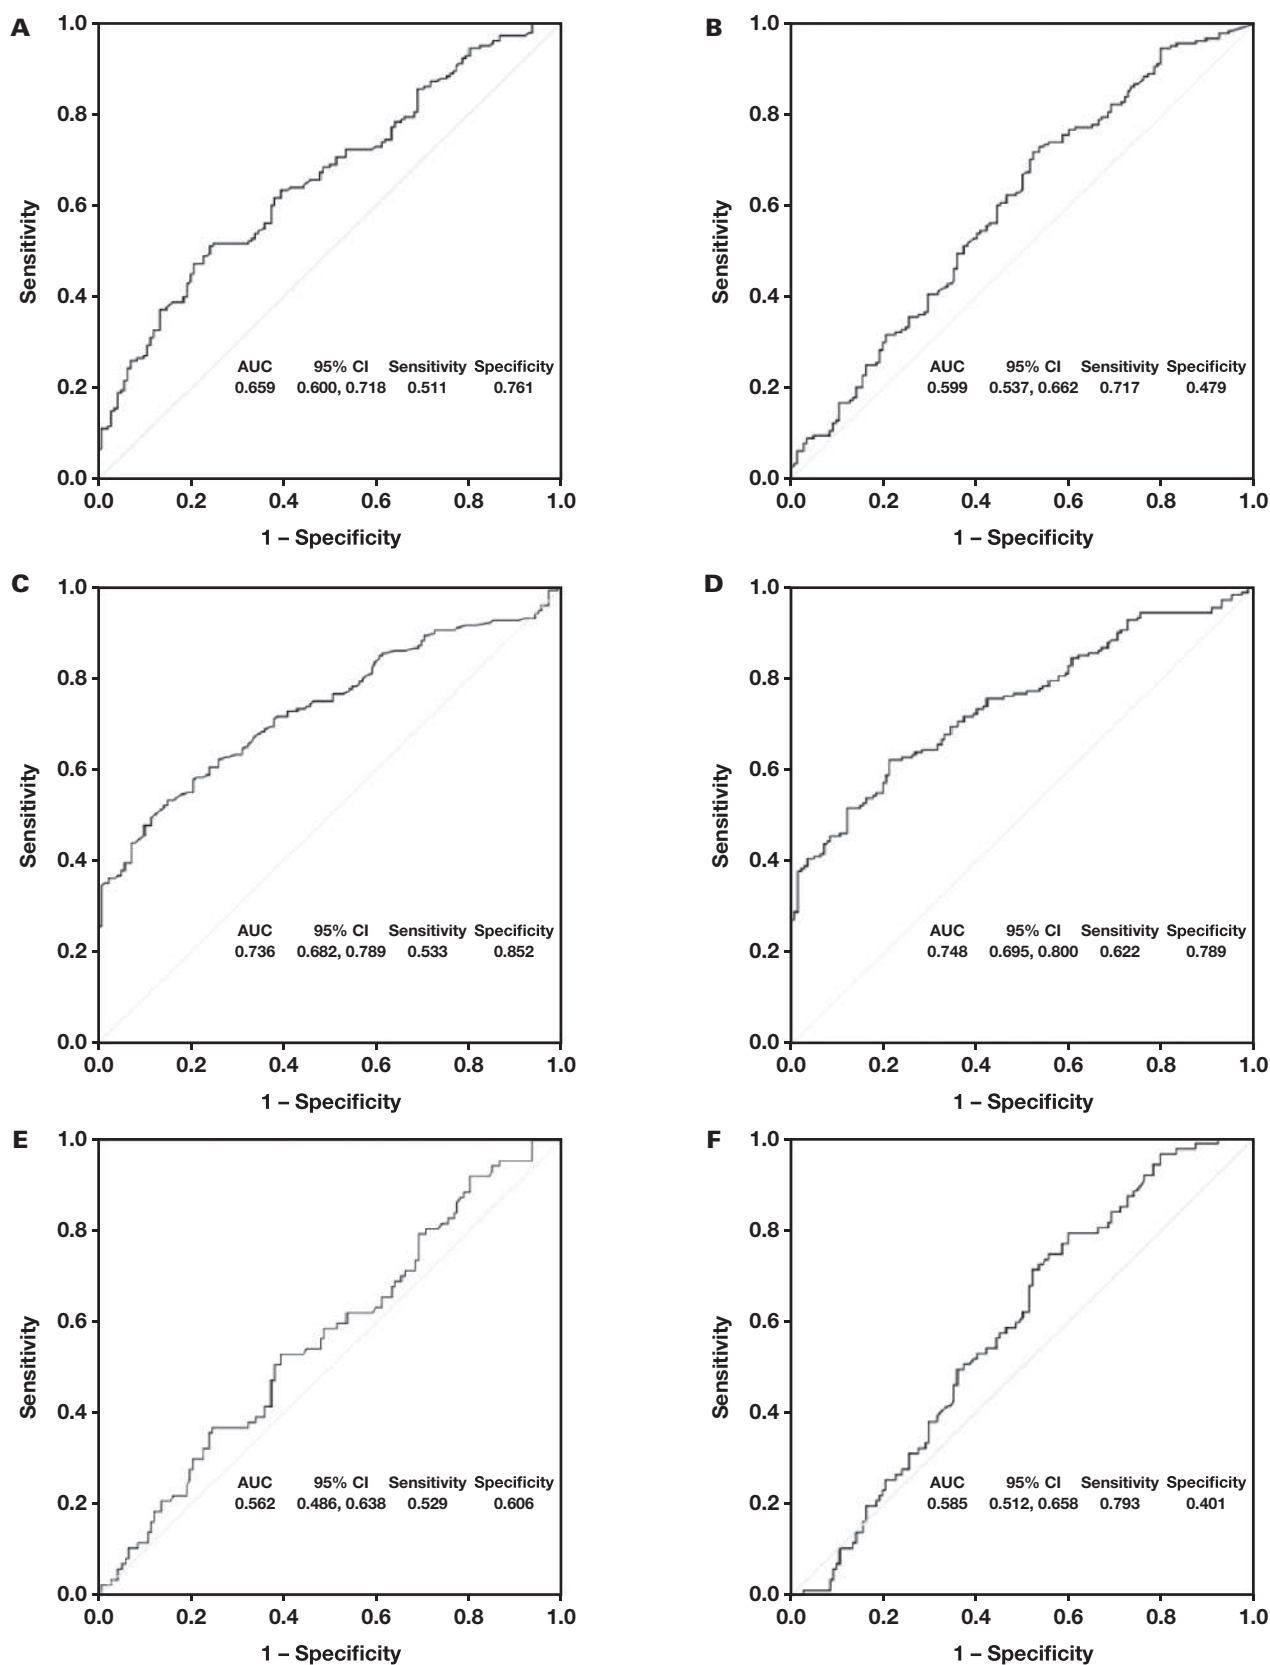 A
1.0
0.8
0.6
0.4
0.2
0.0
Sensitivity
AUC 95% CI Sensitivity Specificity
0.659 0.600, 0.718 0.511 0.761
0.0 0.2 0.4 0.6 0.8 1.0
1 – Specificity
B
1.0
0.8
0.6
0.4
0.2
0.0
Sensitivity
AUC 95% CI Sensitivity Specificity
0.599 0.537, 0.662 0.717 0.479
0.0 0.2 0.4 0.6 0.8 1.0
1 – Specificity
C
1.0
0.8
0.6
0.4
0.2
0.0
Sensitivity
AUC 95% CI Sensitivity Specificity
0.736 0.682, 0.789 0.533 0.852
0.0 0.2 0.4 0.6 0.8 1.0
1 – Specificity
D
1.0
0.8
0.6
0.4
0.2
0.0
Sensitivity
AUC 95% CI Sensitivity Specificity
0.748 0.695, 0.800 0.622 0.789
0.0 0.2 0.4 0.6 0.8 1.0
1 – Specificity
E
1.0
0.8
0.6
0.4
0.2
0.0
Sensitivity
AUC 95% CI Sensitivity Specificity
0.562 0.486, 0.638 0.529 0.606
0.0 0.2 0.4 0.6 0.8 1.0
1 – Specificity
F
1.0
0.8
0.6
0.4
0.2
0.0
Sensitivity
AUC 95% CI Sensitivity Specificity
0.585 0.512, 0.658 0.793 0.401
0.0 0.2 0.4 0.6 0.8 1.0
1 – Specificity